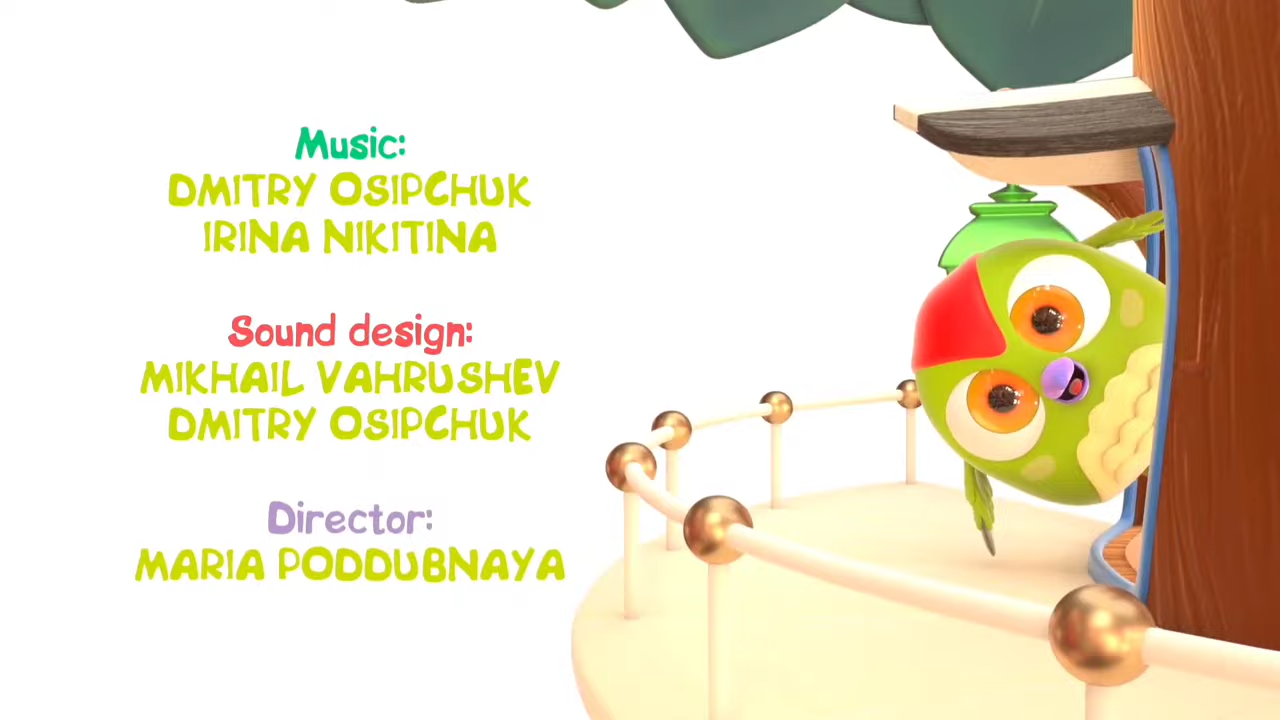 Music:
DMITRY OSIPCHUK
IRINA NIKITINA
Sound design:
MIKHAIL VAHRUSHEV
DMITRY OSIPCHUK
Director:
MARIA PODDUBNAYA